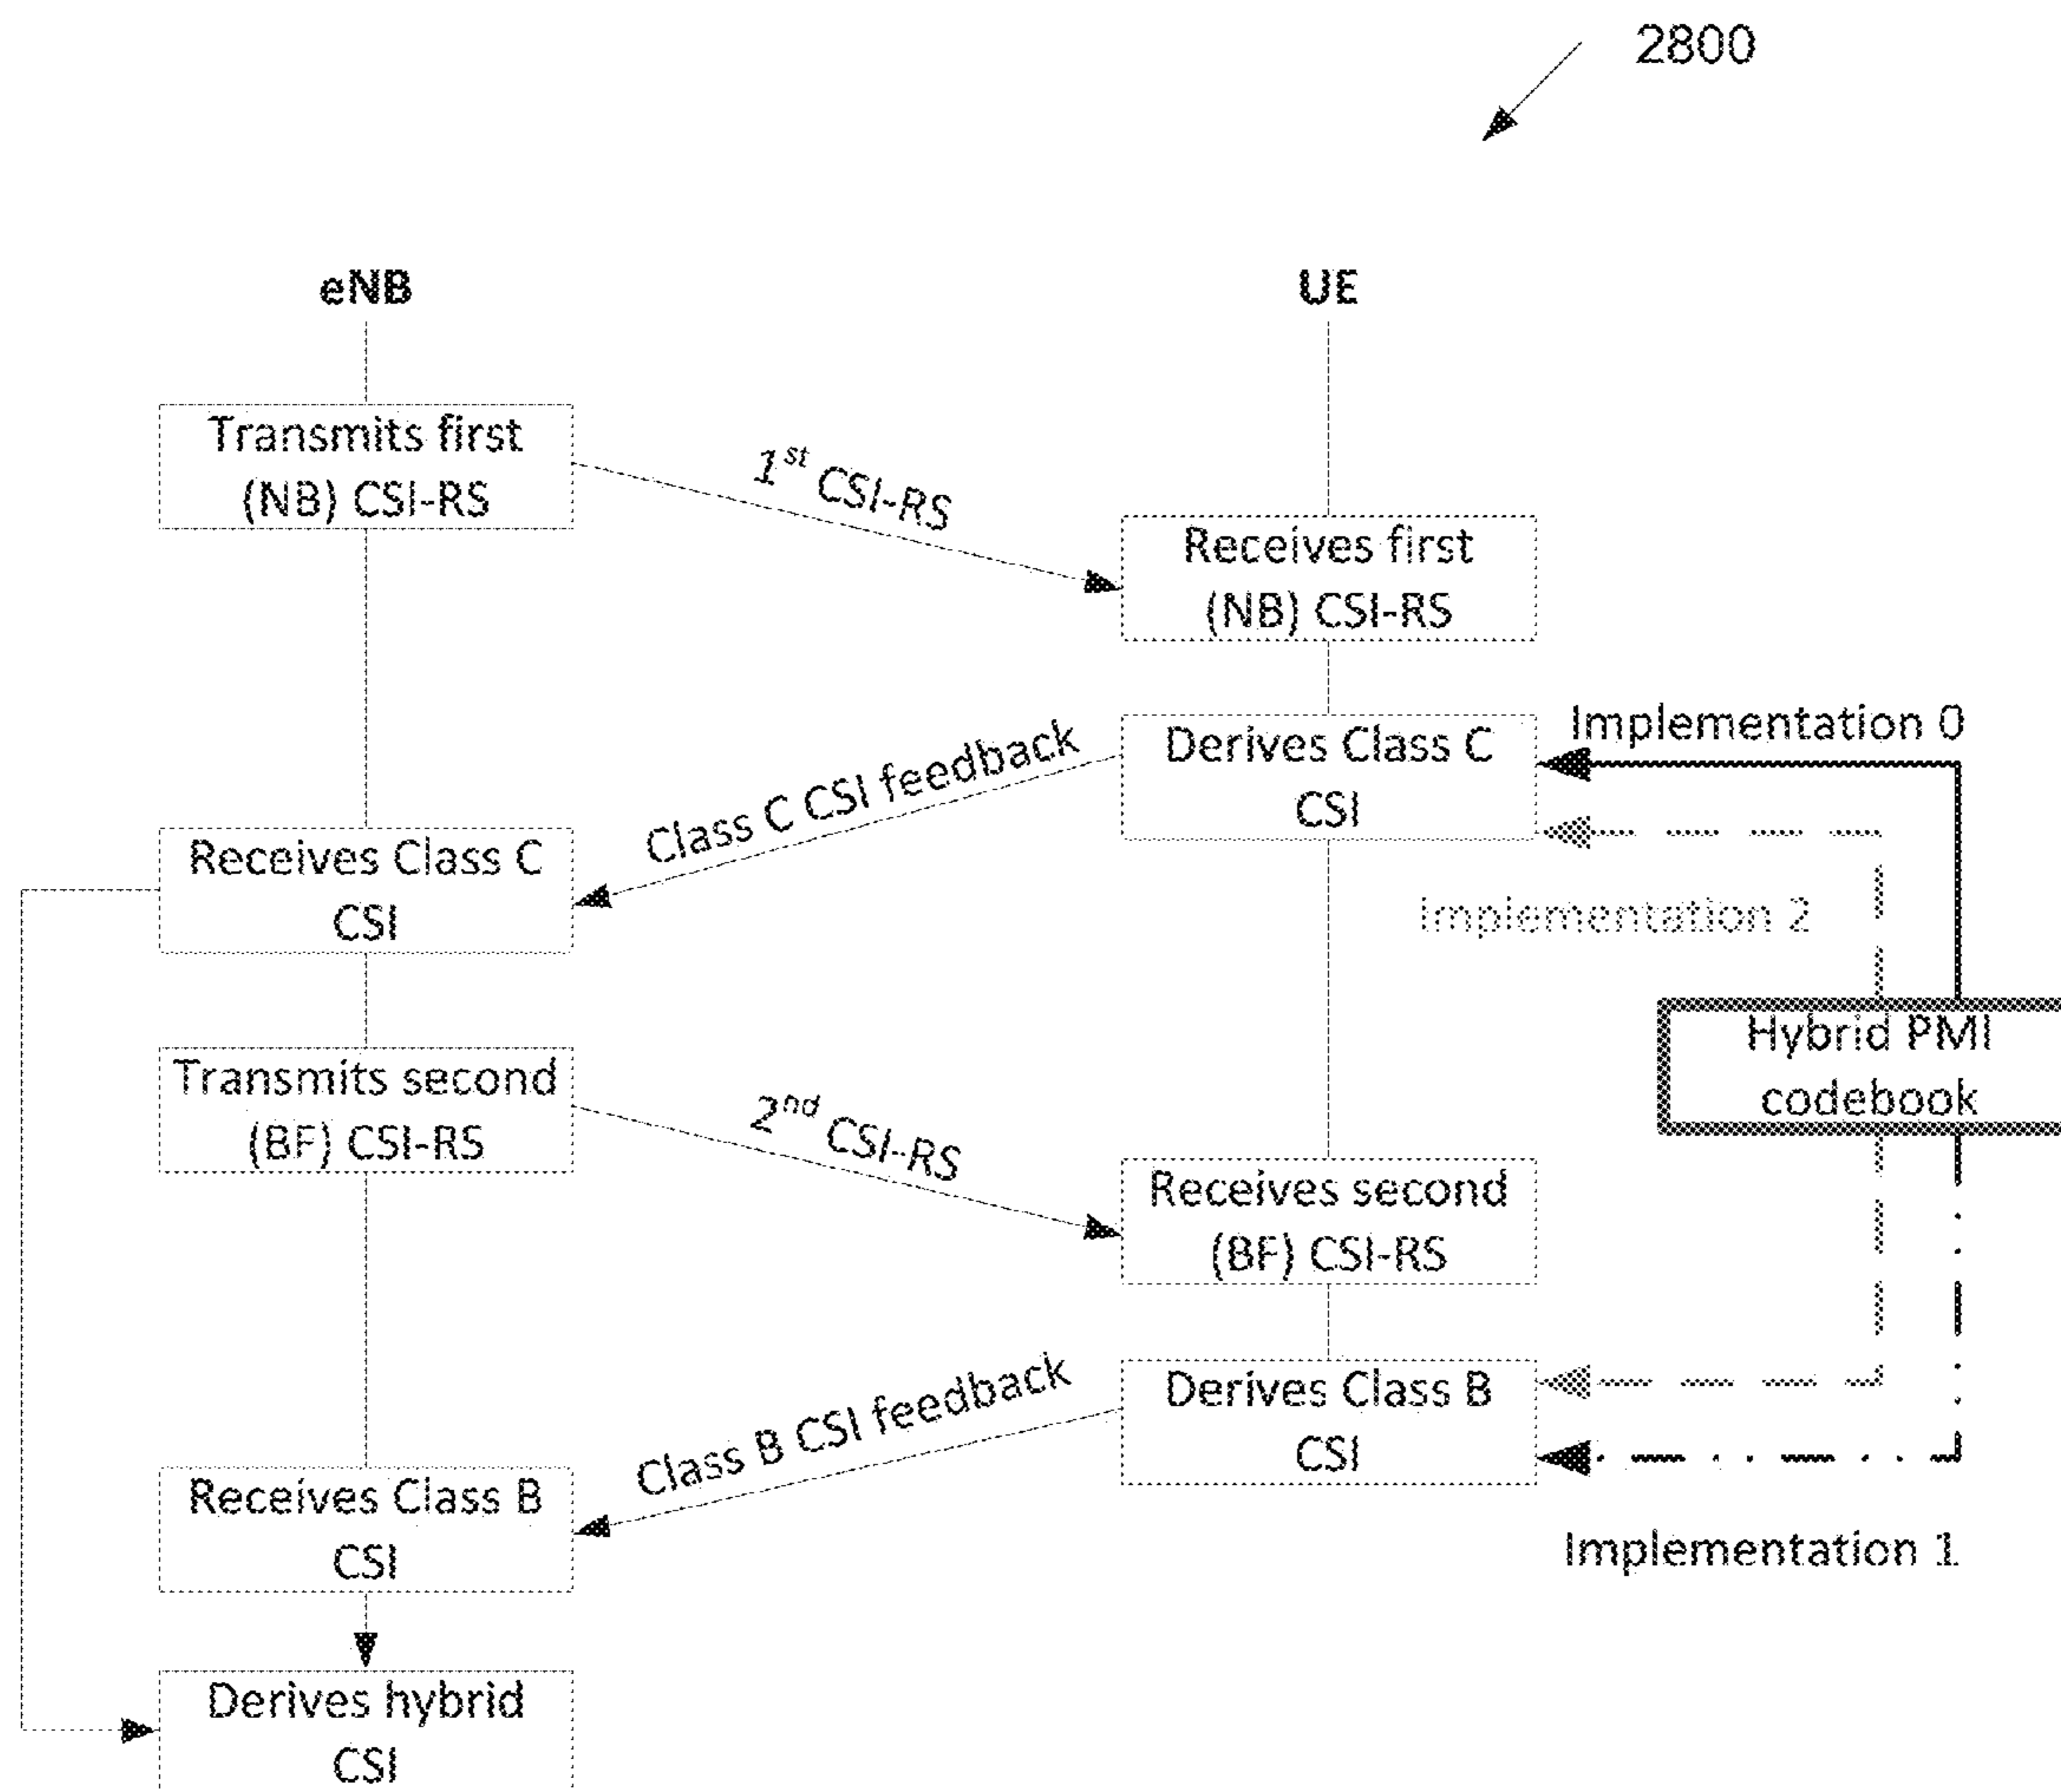 2800
eNB
UE
Transmits first
(NB) CSI-RS
1st CSI-RS
Receives first
(NB) CSI-RS
Derives Class C
CSI
Implementation 0
Class C CSI feedback
Receives Class C
CSI
Implementation 2
Hybrid PMI
codebook
Transmits second
(BF) CSI-RS
2nd CSI-RS
Receives second
(BF) CSI-RS
Derives Class B
CSI
Class B CSI feedback
Receives Class B
CSI
Implementation 1
Derives hybrid
CSI